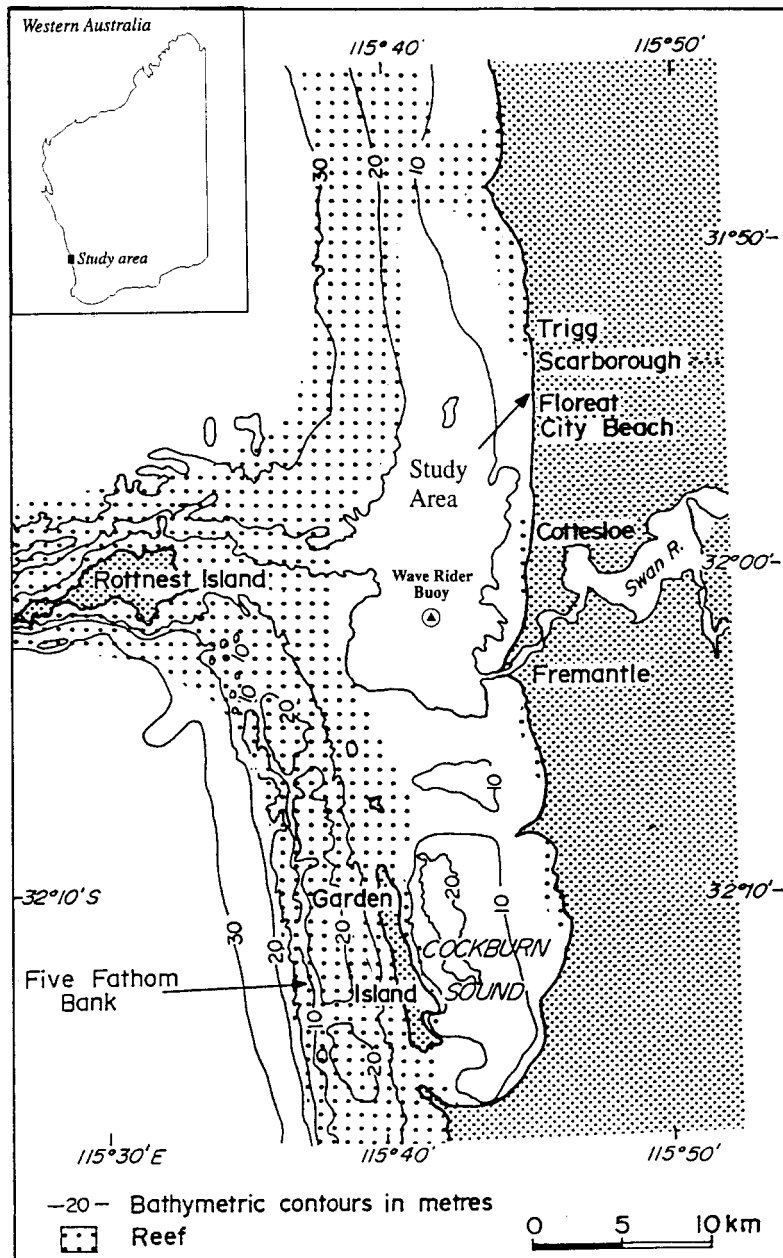 Western Australia
Study area
115° 40'
115° 50'
30
20
10
31° 50'
Trigg
Scarborough
Floreat
City Beach
Study
Area
Cottesloe
Swan R.
32° 00'
Rottnest Island
Wave Rider
Buoy
Fremantle
10
10
20
10
32° 10' S
32° 10'
Garden
Island
20
10
COCKBURN
SOUND
30
20
20
10
20
Five Fathom
Bank
115° 30' E
115° 40'
115° 50'
–20– Bathymetric contours in metres
Reef
0 5 10 km